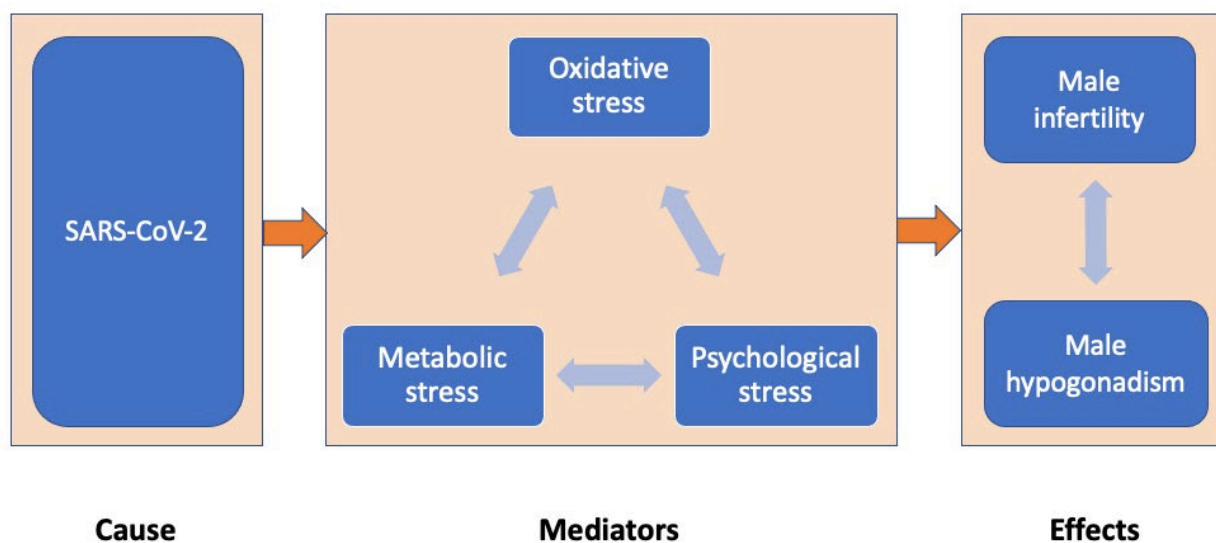 SARS-CoV-2
Oxidative
stress
Metabolic
stress
Psychological
stress
Male
infertility
Male
hypogonadism
Cause
Mediators
Effects